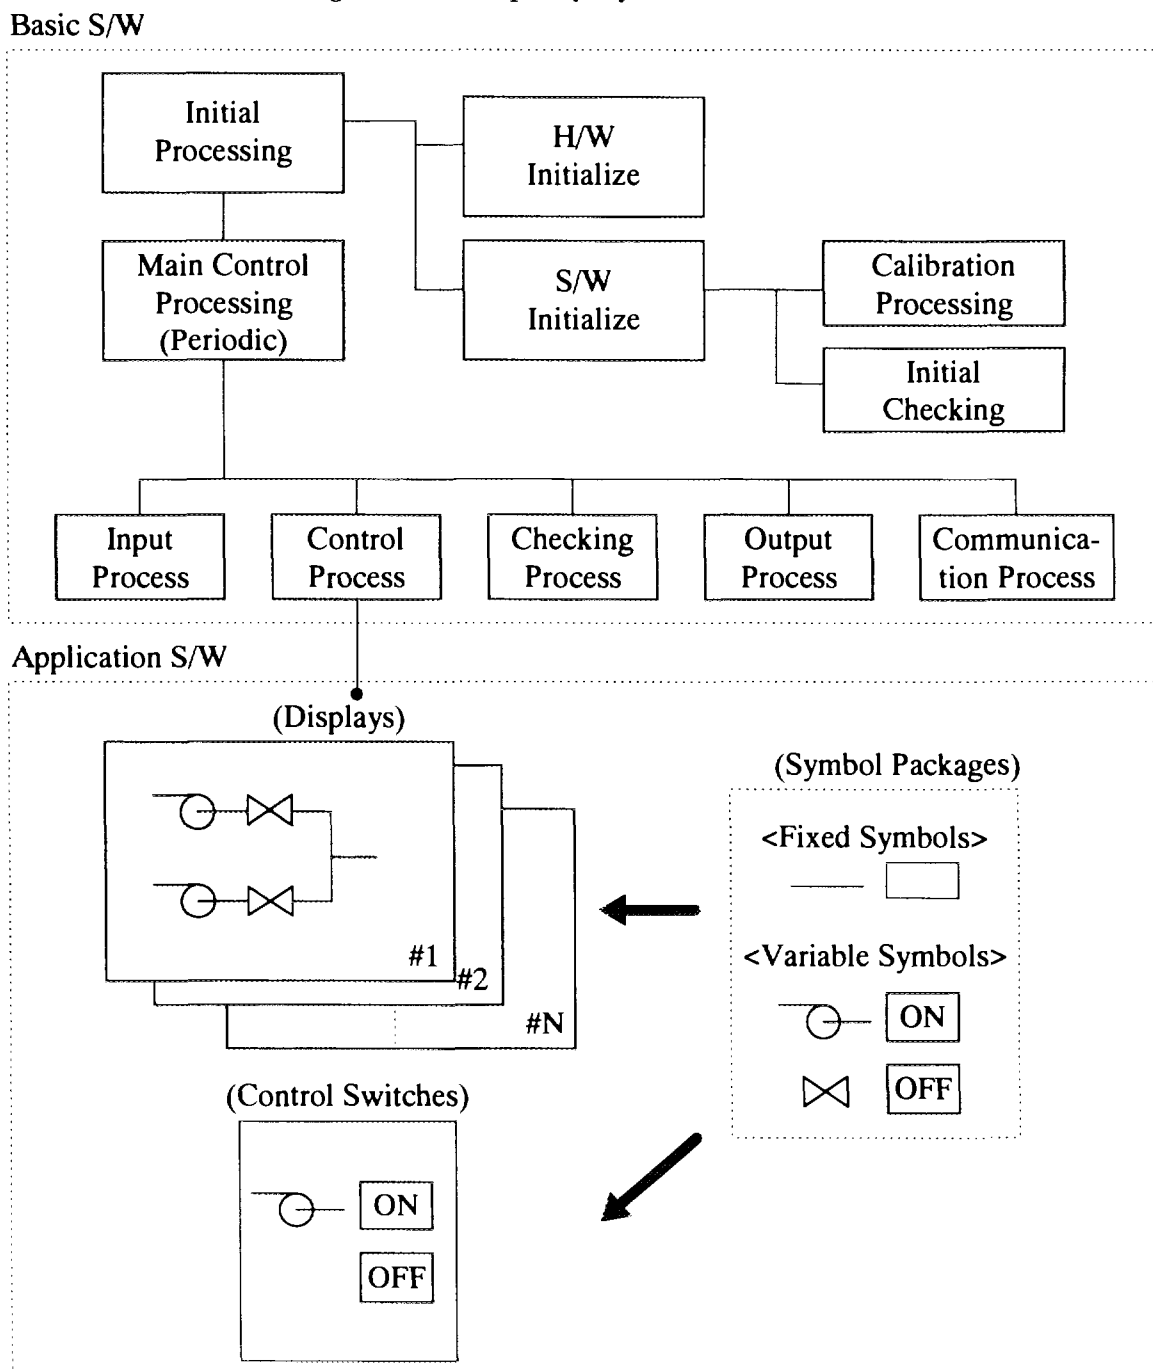 Basic S/W
Initial
Processing
H/W
Initialize
Main Control
Processing
(Periodic)
S/W
Initialize
Calibration
Processing
Initial
Checking
Input
Process
Control
Process
Checking
Process
Output
Process
Communica-
tion Process
Application S/W
(Displays)
#1
#2
#N
(Symbol Packages)
<Fixed Symbols>
<Variable Symbols>
ON
OFF
(Control Switches)
ON
OFF